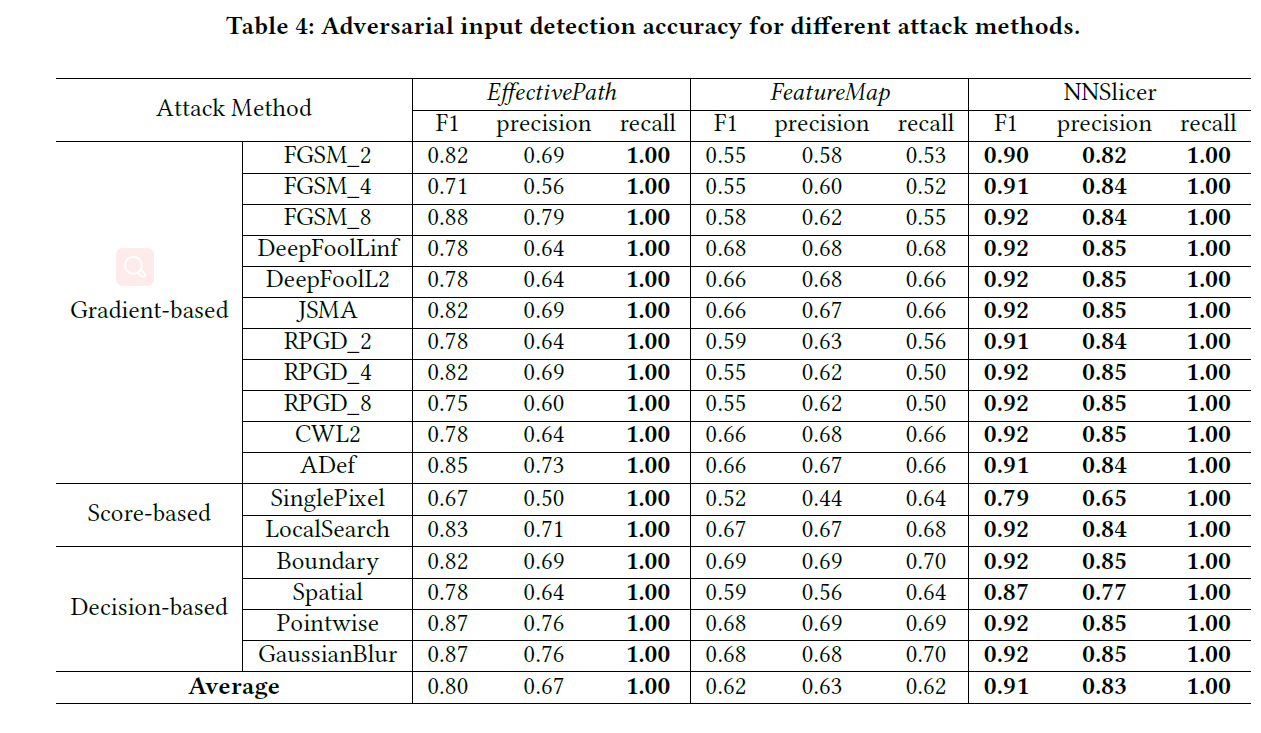 Table 4: Adversarial input detection accuracy for different attack methods.
Attack Method EffectivePath FeatureMap NNSlicer
F1 precision recall F1 precision recall F1 precision recall
FGSM_2 0.82 0.69 1.00 0.55 0.58 0.53 0.90 0.82 1.00
FGSM_4 0.71 0.56 1.00 0.55 0.60 0.52 0.91 0.84 1.00
FGSM_8 0.88 0.79 1.00 0.58 0.62 0.55 0.92 0.84 1.00
DeepFoolLinf 0.78 0.64 1.00 0.68 0.68 0.68 0.92 0.85 1.00
DeepFoolL2 0.78 0.64 1.00 0.66 0.68 0.66 0.92 0.85 1.00
Gradient-based JSMA 0.82 0.69 1.00 0.66 0.67 0.66 0.92 0.85 1.00
RPGD_2 0.78 0.64 1.00 0.59 0.63 0.56 0.91 0.84 1.00
RPGD_4 0.82 0.69 1.00 0.55 0.62 0.50 0.92 0.85 1.00
RPGD_8 0.75 0.60 1.00 0.55 0.62 0.50 0.92 0.85 1.00
CWL2 0.78 0.64 1.00 0.66 0.68 0.66 0.92 0.85 1.00
ADef 0.85 0.73 1.00 0.66 0.67 0.66 0.91 0.84 1.00
Score-based SinglePixel 0.67 0.50 1.00 0.52 0.44 0.64 0.79 0.65 1.00
LocalSearch 0.83 0.71 1.00 0.67 0.67 0.68 0.92 0.84 1.00
Boundary 0.82 0.69 1.00 0.69 0.69 0.70 0.92 0.85 1.00
Decision-based Spatial 0.78 0.64 1.00 0.59 0.56 0.64 0.87 0.77 1.00
Pointwise 0.87 0.76 1.00 0.68 0.69 0.69 0.92 0.85 1.00
GaussianBlur 0.87 0.76 1.00 0.68 0.68 0.70 0.92 0.85 1.00
Average 0.80 0.67 1.00 0.62 0.63 0.62 0.91 0.83 1.00